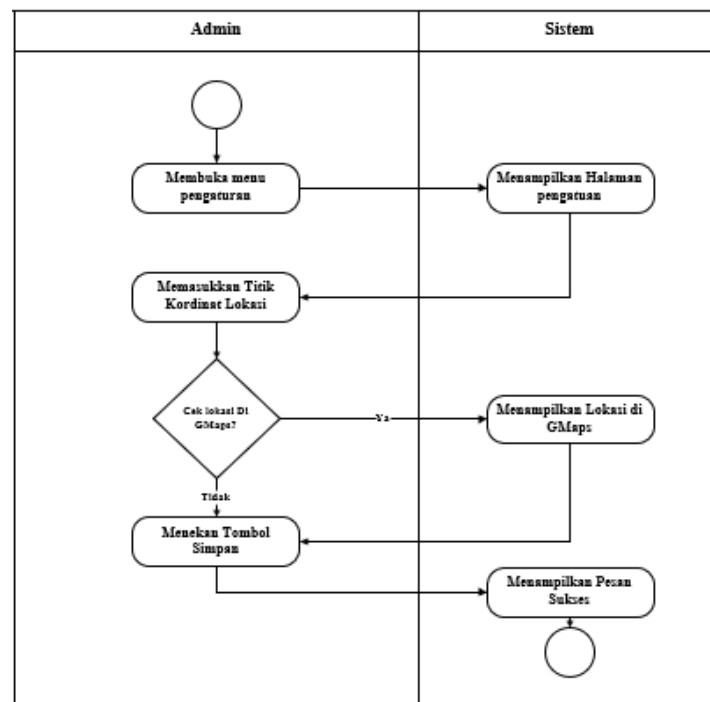 Admin
Sistem
Membuka menu
pengaturan
Menampilkan Halaman
pengatuan
Memasukkan Titik
Kordinat Lokasi
Cek lokasi Di
GMaps?
Ya
Menampilkan Lokasi di
GMaps
Tidak
Menekan Tombol
Simpan
Menampilkan Pesan
Sukses